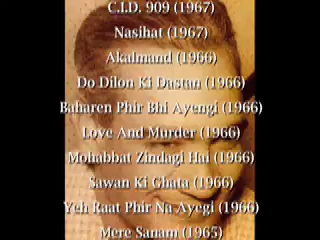 C.I.D. 909 (1967)
Nasihat (1967)
Akalmand (1966)
Do Dilon Ki Dastan (1966)
Baharen Phir Bhi Ayengi (1966)
Love And Murder (1966)
Mohabbat Zindagi Hai (1966)
Sawan Ki Ghata (1966)
Yeh Raat Phir Na Ayegi (1966)
Mere Sanam (1965)